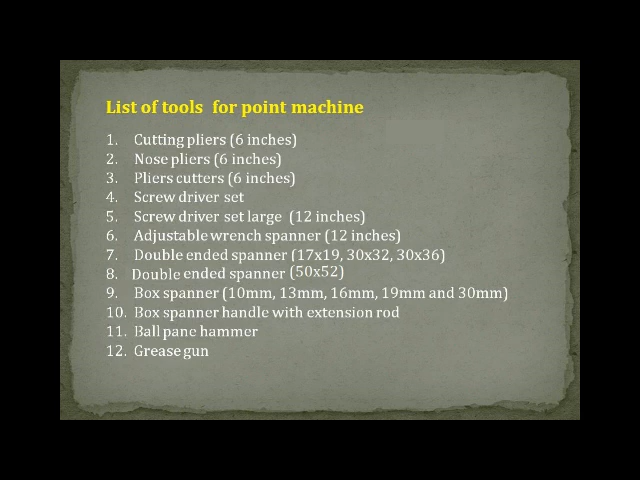 List of tools for point machine
1. Cutting pliers (6 inches)
2. Nose pliers (6 inches)
3. Pliers cutters (6 inches)
4. Screw driver set
5. Screw driver set large (12 inches)
6. Adjustable wrench spanner (12 inches)
7. Double ended spanner (17x19, 30x32, 30x36)
8. Double ended spanner (50x52)
9. Box spanner (10mm, 13mm, 16mm, 19mm and 30mm)
10. Box spanner handle with extension rod
11. Ball pane hammer
12. Grease gun